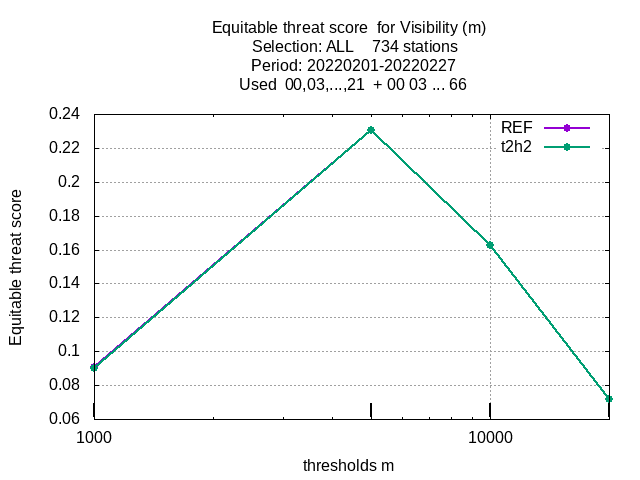 Equitable threat score  for Visibility (m)
Selection: ALL    734 stations
Period: 20220201-20220227
Used  00,03,...,21  + 00 03 ... 66
REF
t2h2
Equitable threat score
0.24
0.22
0.2
0.18
0.16
0.14
0.12
0.1
0.08
0.06
1000
10000
thresholds m